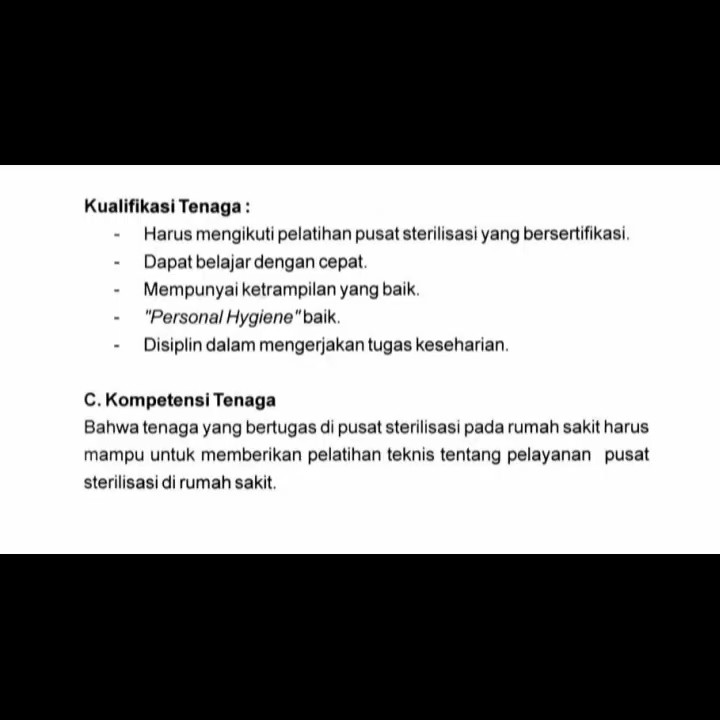 Kualifikasi Tenaga :
- Harus mengikuti pelatihan pusat sterilisasi yang bersertifikasi.
- Dapat belajar dengan cepat.
- Mempunyai ketrampilan yang baik.
- "Personal Hygiene" baik.
- Disiplin dalam mengerjakan tugas keseharian.
C. Kompetensi Tenaga
Bahwa tenaga yang bertugas di pusat sterilisasi pada rumah sakit harus
mampu untuk memberikan pelatihan teknis tentang pelayanan pusat
sterilisasi di rumah sakit.